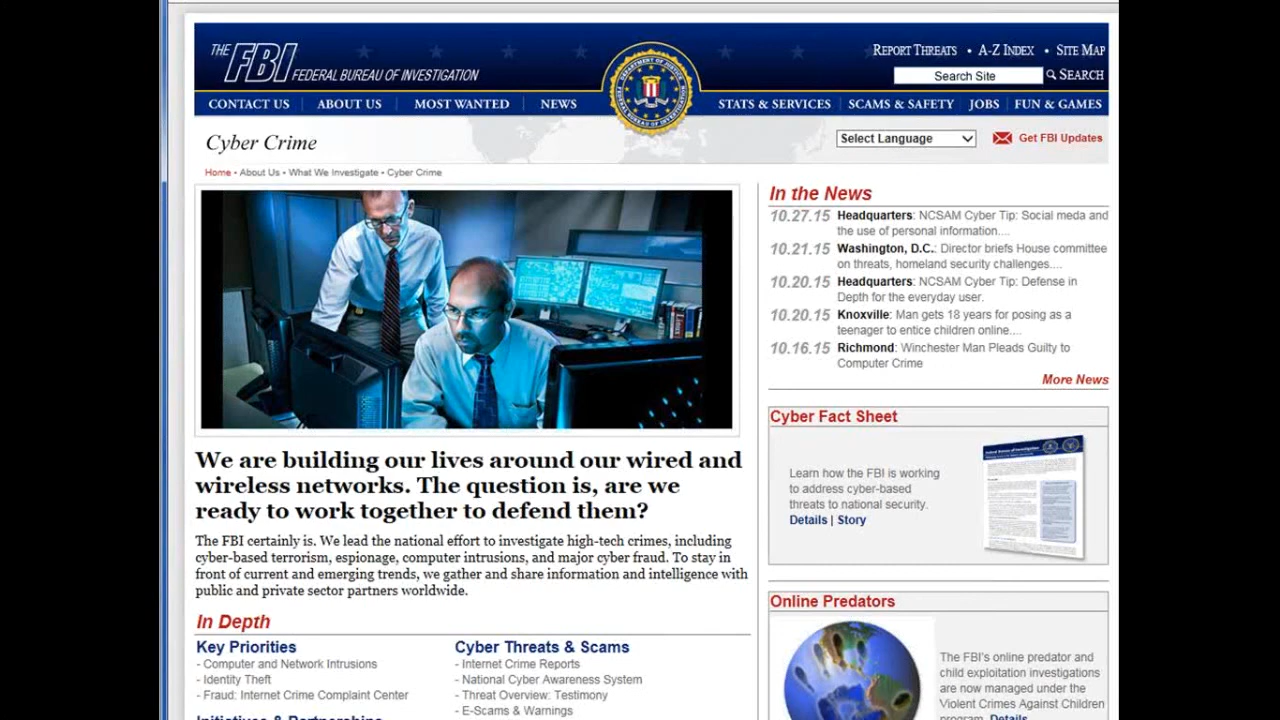 THE FBI FEDERAL BUREAU OF INVESTIGATION
REPORT THREATS • A-Z INDEX • SITE MAP
Search Site SEARCH
CONTACT US ABOUT US MOST WANTED NEWS STATS & SERVICES SCAMS & SAFETY JOBS FUN & GAMES
DEPARTMENT OF JUSTICE
FEDERAL BUREAU OF INVESTIGATION
Cyber Crime
Select Language Get FBI Updates
Home • About Us • What We Investigate • Cyber Crime
We are building our lives around our wired and
wireless networks. The question is, are we
ready to work together to defend them?
The FBI certainly is. We lead the national effort to investigate high-tech crimes, including
cyber-based terrorism, espionage, computer intrusions, and major cyber fraud. To stay in
front of current and emerging trends, we gather and share information and intelligence with
public and private sector partners worldwide.
In Depth
Key Priorities
- Computer and Network Intrusions
- Identity Theft
- Fraud: Internet Crime Complaint Center
Initiatives & Partnerships
Cyber Threats & Scams
- Internet Crime Reports
- National Cyber Awareness System
- Threat Overview: Testimony
- E-Scams & Warnings
In the News
10.27.15 Headquarters: NCSAM Cyber Tip: Social meda and
the use of personal information....
10.21.15 Washington, D.C.: Director briefs House committee
on threats, homeland security challenges....
10.20.15 Headquarters: NCSAM Cyber Tip: Defense in
Depth for the everyday user.
10.20.15 Knoxville: Man gets 18 years for posing as a
teenager to entice children online....
10.16.15 Richmond: Winchester Man Pleads Guilty to
Computer Crime
More News
Cyber Fact Sheet
Learn how the FBI is working
to address cyber-based
threats to national security.
Details | Story
Online Predators
The FBI's online predator and
child exploitation investigations
are now managed under the
Violent Crimes Against Children
program. Details